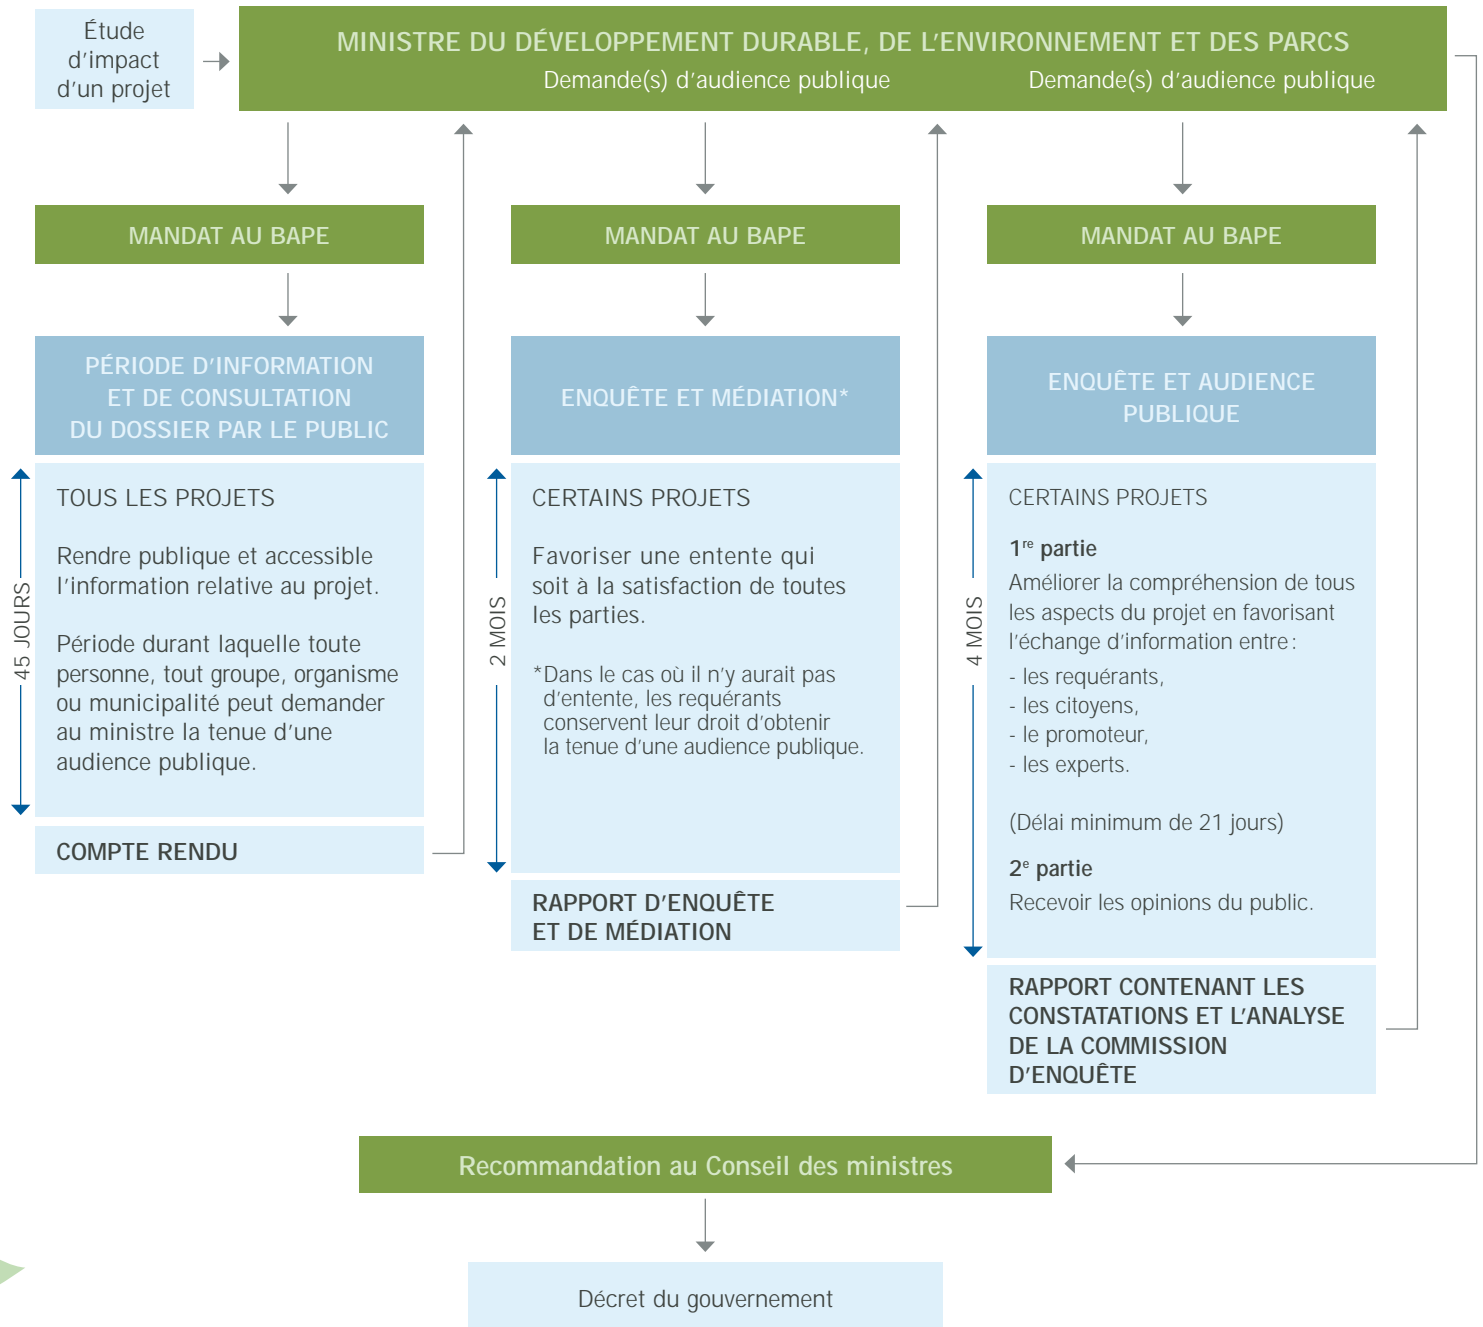 Étude
d'impact
d'un projet
MINISTRE DU DÉVELOPPEMENT DURABLE, DE L'ENVIRONNEMENT ET DES PARCS
Demande(s) d'audience publique
Demande(s) d'audience publique
MANDAT AU BAPE
PÉRIODE D'INFORMATION
ET DE CONSULTATION
DU DOSSIER PAR LE PUBLIC
45 JOURS
TOUS LES PROJETS
Rendre publique et accessible
l'information relative au projet.
Période durant laquelle toute
personne, tout groupe, organisme
ou municipalité peut demander
au ministre la tenue d'une
audience publique.
COMPTE RENDU
MANDAT AU BAPE
ENQUÊTE ET MÉDIATION*
2 MOIS
CERTAINS PROJETS
Favoriser une entente qui
soit à la satisfaction de toutes
les parties.
*Dans le cas où il n'y aurait pas
d'entente, les requérants
conservent leur droit d'obtenir
la tenue d'une audience publique.
RAPPORT D'ENQUÊTE
ET DE MÉDIATION
MANDAT AU BAPE
ENQUÊTE ET AUDIENCE
PUBLIQUE
4 MOIS
CERTAINS PROJETS
1re partie
Améliorer la compréhension de tous
les aspects du projet en favorisant
l'échange d'information entre :
- les requérants,
- les citoyens,
- le promoteur,
- les experts.
(Délai minimum de 21 jours)
2e partie
Recevoir les opinions du public.
RAPPORT CONTENANT LES
CONSTATATIONS ET L'ANALYSE
DE LA COMMISSION
D'ENQUÊTE
Recommandation au Conseil des ministres
Décret du gouvernement